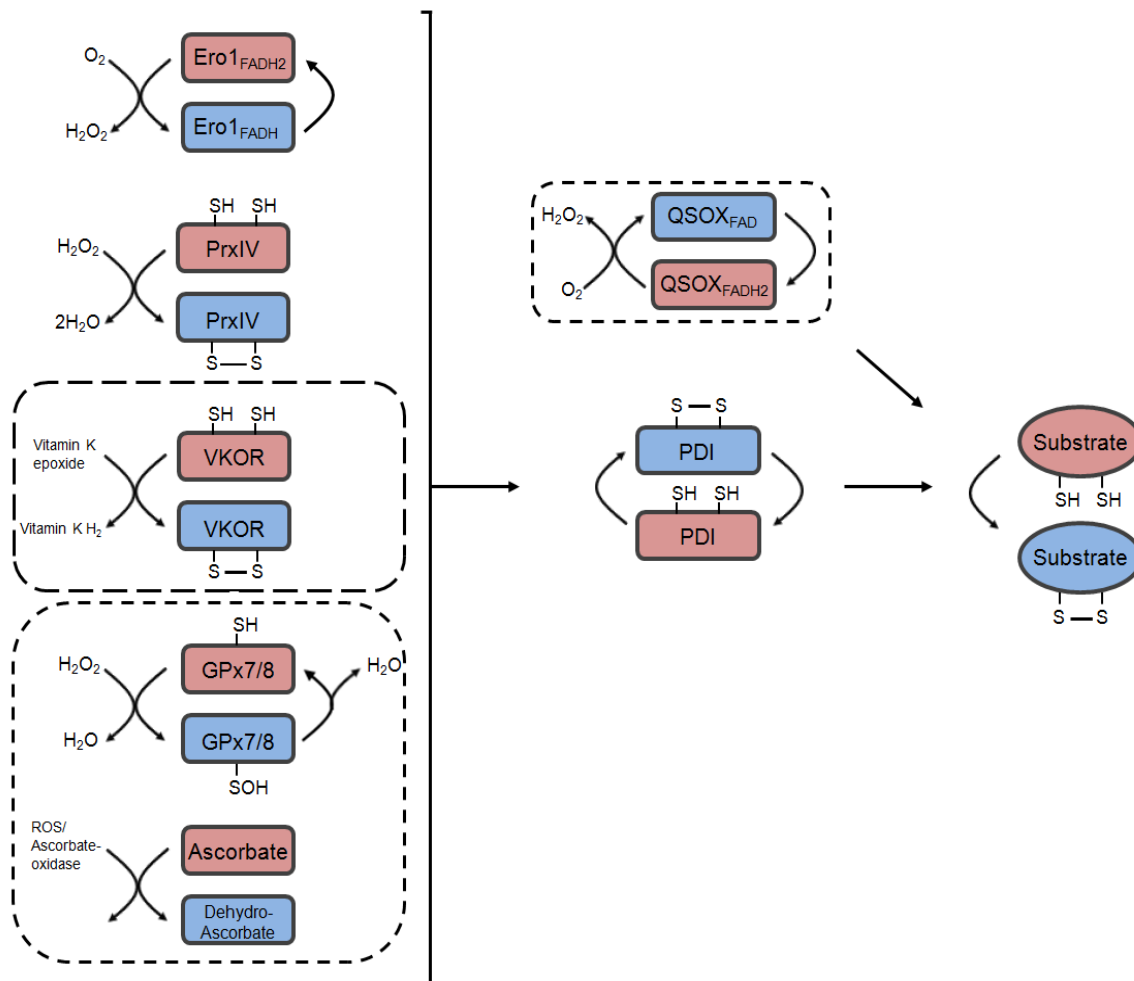 O₂
Ero1FADH2
H₂O₂
Ero1FADH
SH SH
H₂O₂
PrxIV
2H₂O
PrxIV
S — S
SH SH
Vitamin K
epoxide
VKOR
Vitamin K H₂
VKOR
S — S
SH
H₂O₂
GPx7/8
H₂O
H₂O
GPx7/8
SOH
ROS/
Ascorbate-
oxidase
Ascorbate
Dehydro-
Ascorbate
H₂O₂
QSOXFAD
O₂
QSOXFADH2
S — S
PDI
SH SH
PDI
Substrate
SH SH
Substrate
S — S